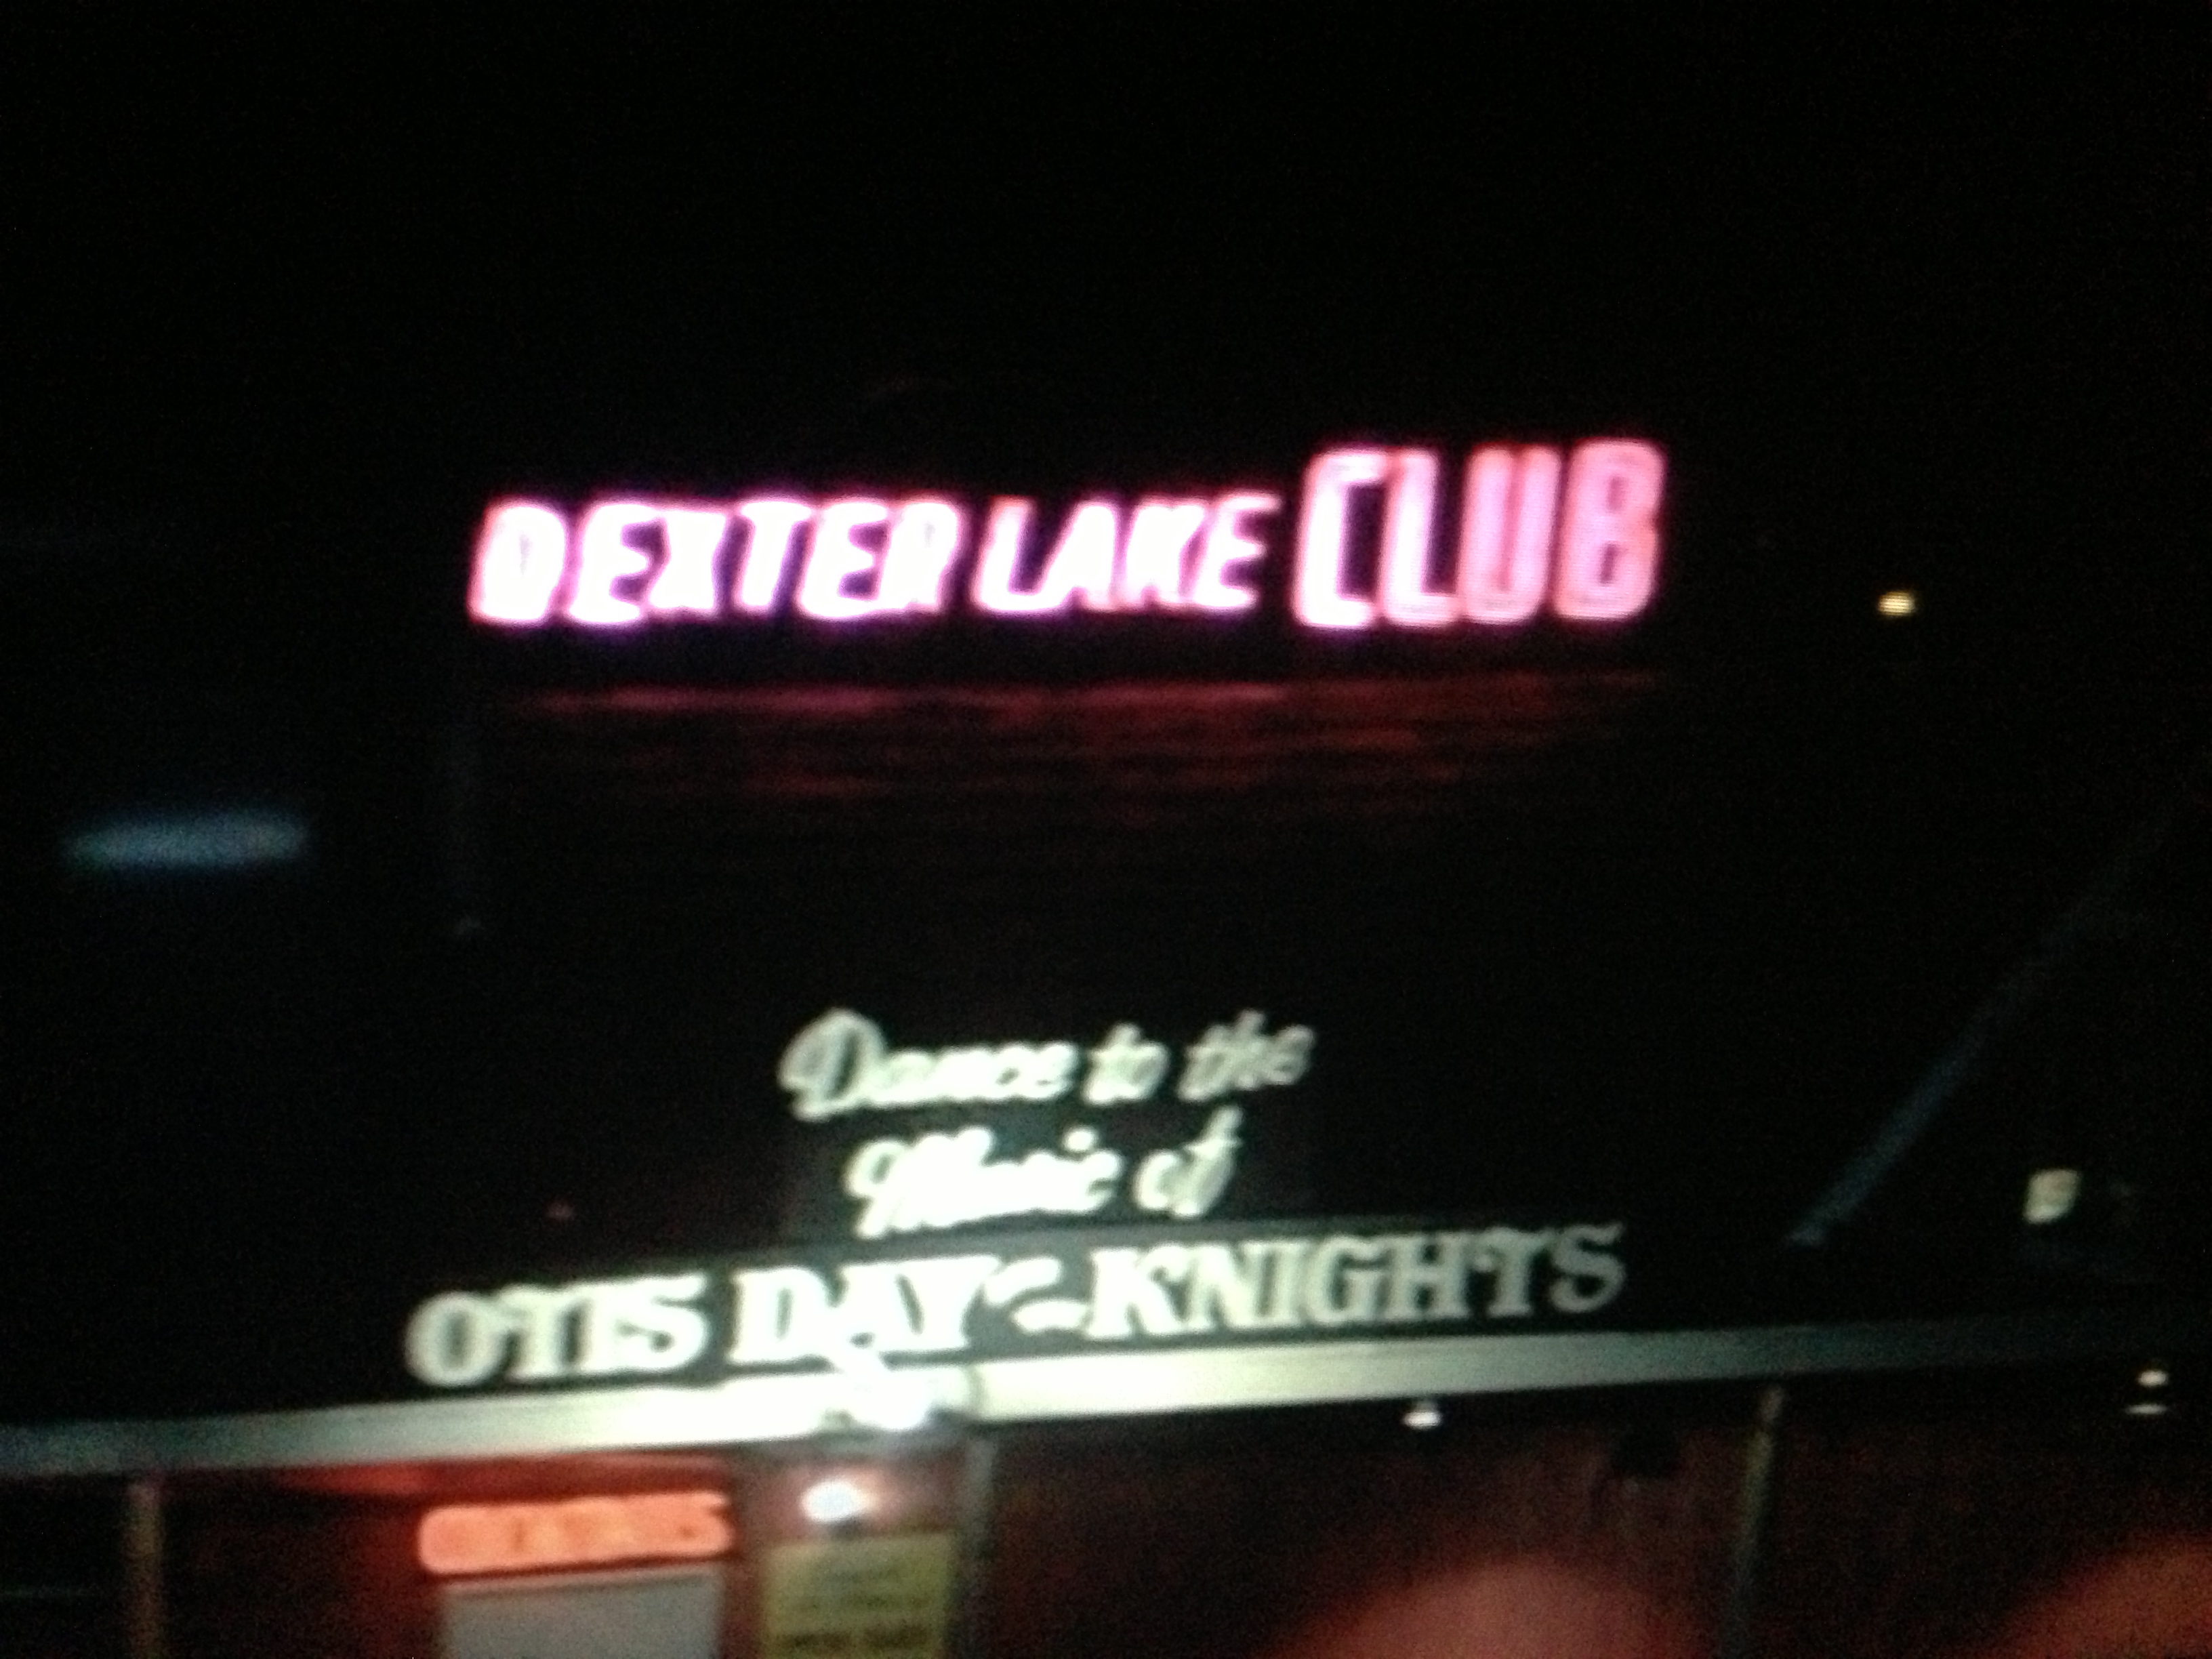 DEXTER LAKE CLUB
Dance to the
Music of
OTIS DAY & KNIGHTS